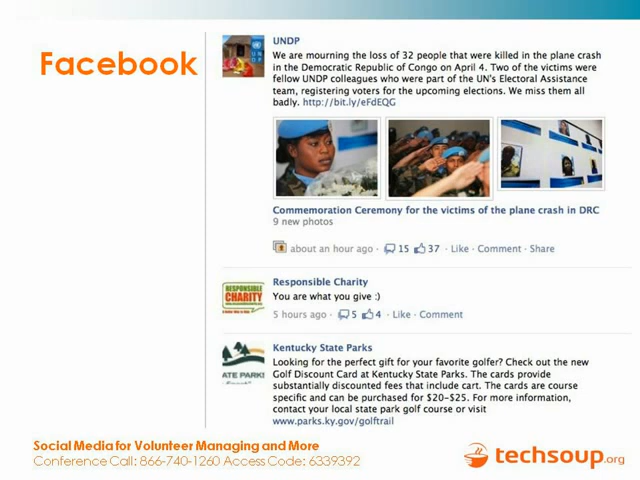 Facebook
UNDP
We are mourning the loss of 32 people that were killed in the plane crash
in the Democratic Republic of Congo on April 4. Two of the victims were
fellow UNDP colleagues who were part of the UN's Electoral Assistance
team, registering voters for the upcoming elections. We miss them all
badly. http://bit.ly/eFdEQG
Commemoration Ceremony for the victims of the plane crash in DRC
9 new photos
about an hour ago · 15 37 · Like · Comment · Share
RESPONSIBLE
CHARITY
Responsible Charity
You are what you give :)
5 hours ago · 5 4 · Like · Comment
ATE PARKS
Kentucky State Parks
Looking for the perfect gift for your favorite golfer? Check out the new
Golf Discount Card at Kentucky State Parks. The cards provide
substantially discounted fees that include cart. The cards are course
specific and can be purchased for $20-$25. For more information,
contact your local state park golf course or visit
www.parks.ky.gov/golftrail
Social Media for Volunteer Managing and More
Conference Call: 866-740-1260 Access Code: 6339392
techsoup.org